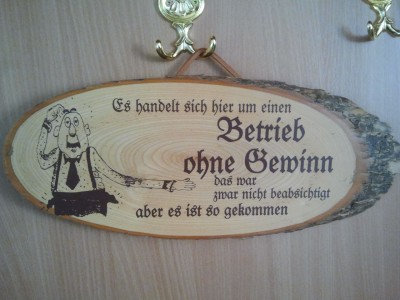 Es handelt sich hier um einen
Betrieb
ohne Gewinn
das war
zwar nicht beabsichtigt
aber es ist so gekommen